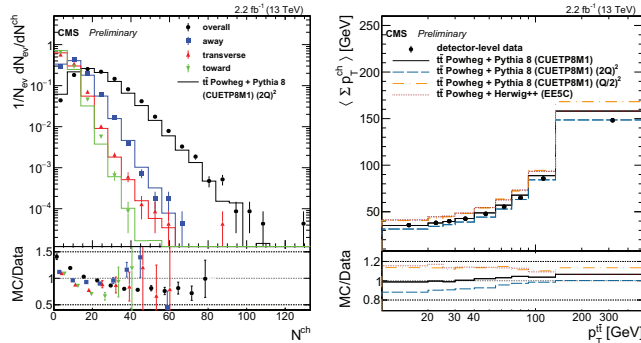 2.2 fb⁻¹ (13 TeV)
CMS Preliminary
overall
away
transverse
toward
tt̄ Powheg + Pythia 8
(CUETP8M1) (2Q)²
1/N_ev dN_ev/dN^ch
1
10⁻¹
10⁻²
10⁻³
10⁻⁴
MC/Data
1.5
1.0
0.5
0 20 40 60 80 100 120
N^ch
2.2 fb⁻¹ (13 TeV)
CMS Preliminary
detector-level data
tt̄ Powheg + Pythia 8 (CUETP8M1)
tt̄ Powheg + Pythia 8 (CUETP8M1) (2Q)²
tt̄ Powheg + Pythia 8 (CUETP8M1) (Q/2)²
tt̄ Powheg + Herwig++ (EE5C)
⟨ Σ p_T^ch ⟩ [GeV]
250
200
150
100
50
0
MC/Data
1.2
1.0
0.8
20 30 40 100 200
p_T^tt̄ [GeV]